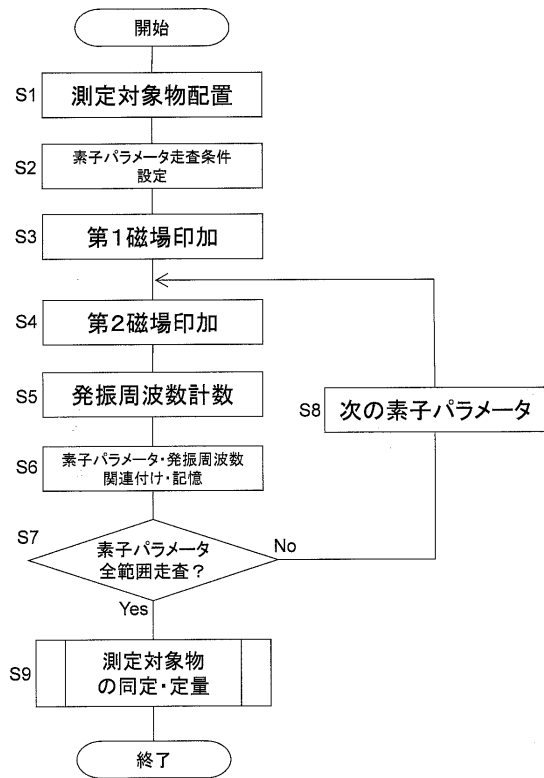 開始
S1
測定対象物配置
S2
素子パラメータ走査条件
設定
S3
第1磁場印加
S4
第2磁場印加
S5
発振周波数計数
S8
次の素子パラメータ
S6
素子パラメータ・発振周波数
関連付け・記憶
S7
素子パラメータ
全範囲走査?
No
Yes
S9
測定対象物
の同定・定量
終了